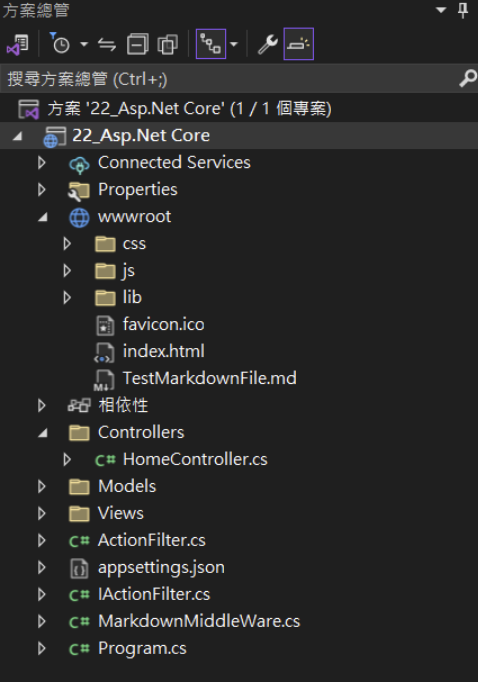 方案總管
搜尋方案總管 (Ctrl+;)
方案 '22_Asp.Net Core' (1 / 1 個專案)
22_Asp.Net Core
Connected Services
Properties
wwwroot
css
js
lib
favicon.ico
index.html
TestMarkdownFile.md
相依性
Controllers
C# HomeController.cs
Models
Views
C# ActionFilter.cs
appsettings.json
C# IActionFilter.cs
C# MarkdownMiddleWare.cs
C# Program.cs